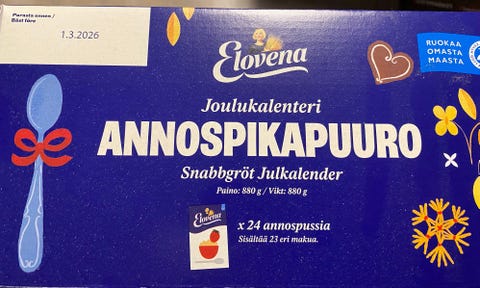 Parasta ennen /
Bäst före
1.3.2026
Elovena
RUOKAA
OMASTA
MAASTA
Joulukalenteri
ANNOSPIKAPUURO
Snabbgröt Julkalender
Paino: 880 g / Vikt: 880 g
Elovena
x 24 annospussia
Sisältää 23 eri makua.